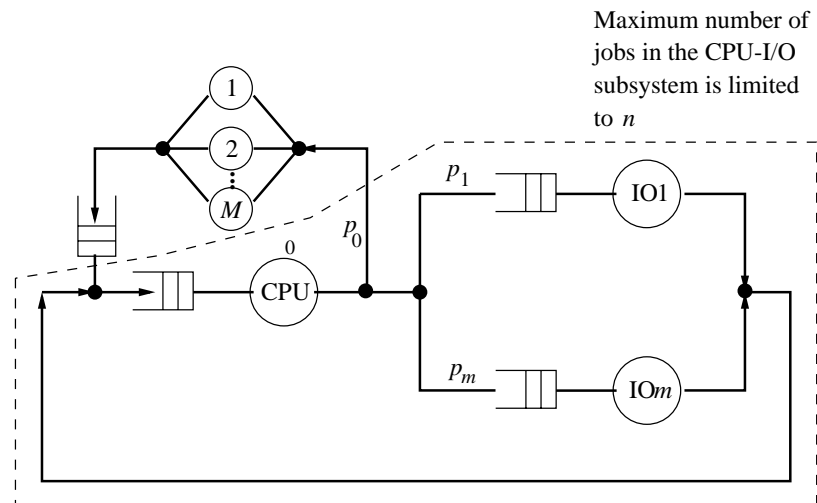 Maximum number of
jobs in the CPU-I/O
subsystem is limited
to n
1
2
M
p0
0
CPU
p1
IO1
pm
IOm